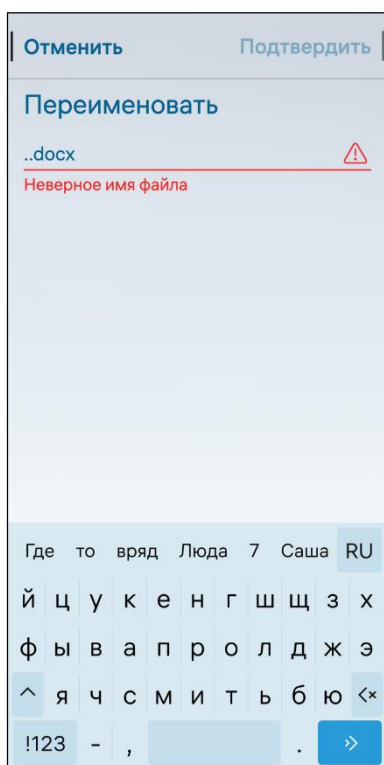 Отменить Подтвердить
Переименовать
..docx
Неверное имя файла
Где то вряд Люда 7 Саша RU
й ц у к е н г ш щ з х
ф ы в а п р о л д ж э
я ч с м и т ь б ю
!123 - , .